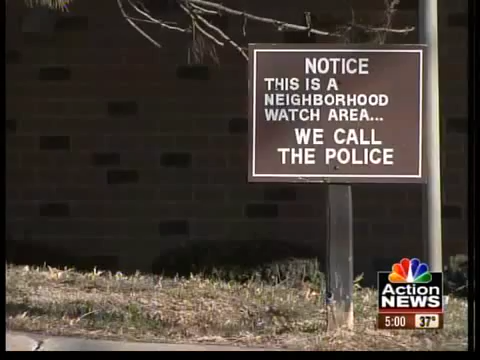 NOTICE
THIS IS A
NEIGHBORHOOD
WATCH AREA...
WE CALL
THE POLICE
Action
NEWS
5:00 37°